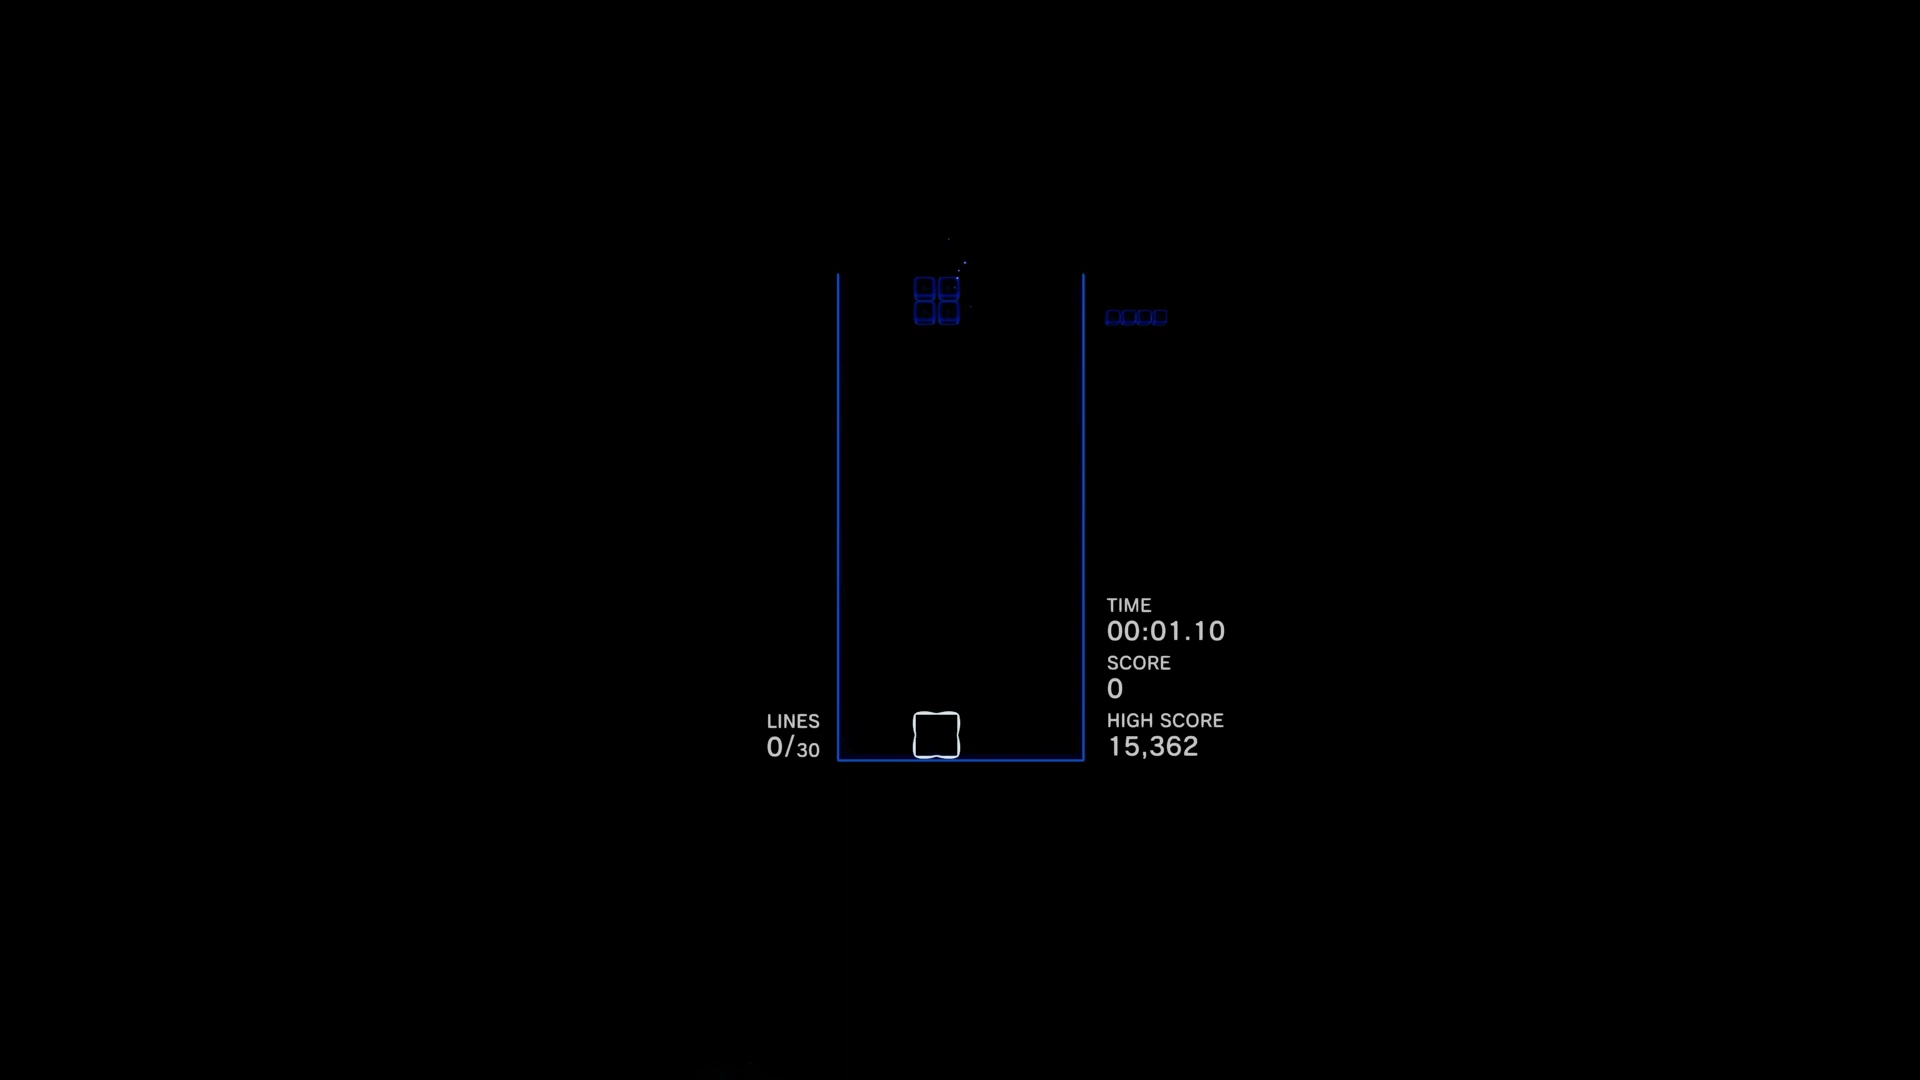 LINES
0/30
TIME
00:01.10
SCORE
0
HIGH SCORE
15,362